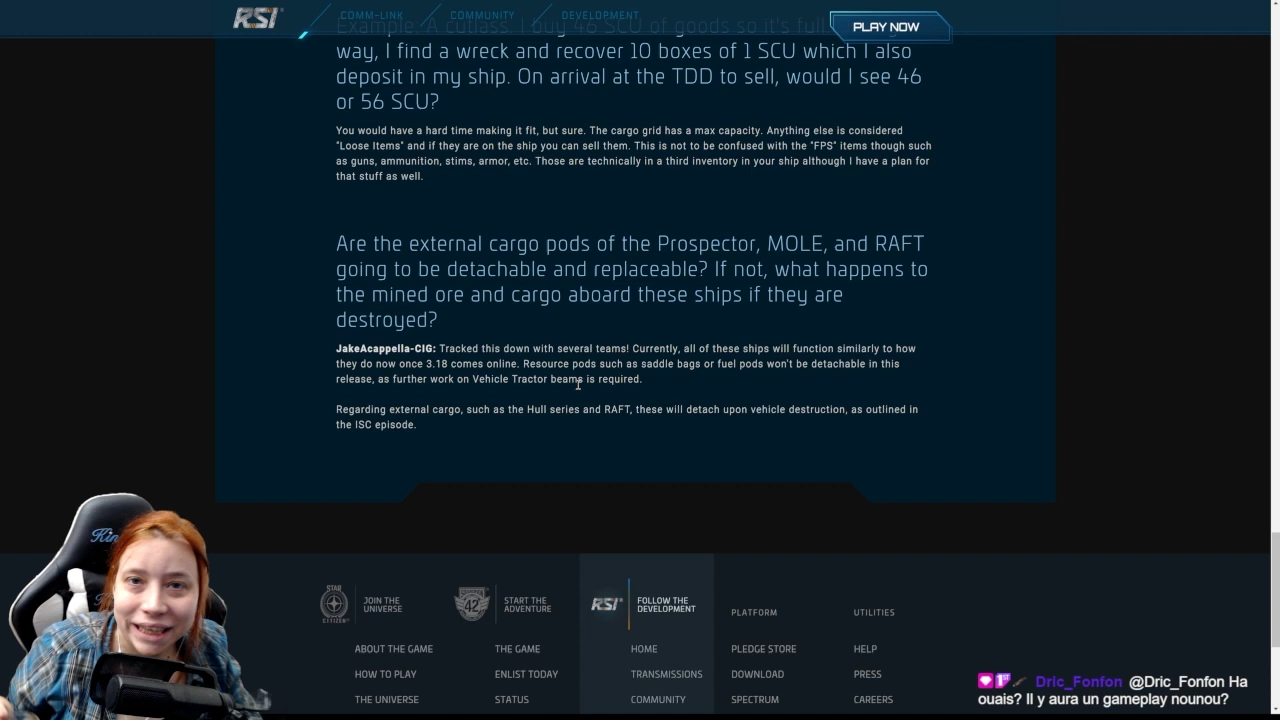 RSI
COMM-LINK
COMMUNITY
DEVELOPMENT
PLAY NOW
Example: A cutlass. I buy 46 SCU of goods so it's full.
way, I find a wreck and recover 10 boxes of 1 SCU which I also
deposit in my ship. On arrival at the TDD to sell, would I see 46
or 56 SCU?
You would have a hard time making it fit, but sure. The cargo grid has a max capacity. Anything else is considered
"Loose Items" and if they are on the ship you can sell them. This is not to be confused with the "FPS" items though such
as guns, ammunition, stims, armor, etc. Those are technically in a third inventory in your ship although I have a plan for
that stuff as well.
Are the external cargo pods of the Prospector, MOLE, and RAFT
going to be detachable and replaceable? If not, what happens to
the mined ore and cargo aboard these ships if they are
destroyed?
JakeAcappella-CIG: Tracked this down with several teams! Currently, all of these ships will function similarly to how
they do now once 3.18 comes online. Resource pods such as saddle bags or fuel pods won't be detachable in this
release, as further work on Vehicle Tractor beams is required.
Regarding external cargo, such as the Hull series and RAFT, these will detach upon vehicle destruction, as outlined in
the ISC episode.
STAR
CITIZEN
JOIN THE
UNIVERSE
42
START THE
ADVENTURE
RSI
FOLLOW THE
DEVELOPMENT
PLATFORM
UTILITIES
ABOUT THE GAME
THE GAME
HOME
PLEDGE STORE
HELP
HOW TO PLAY
ENLIST TODAY
TRANSMISSIONS
DOWNLOAD
PRESS
THE UNIVERSE
STATUS
COMMUNITY
SPECTRUM
CAREERS
Dric_Fonfon @Dric_Fonfon Ha
ouais? Il y aura un gameplay nounou?